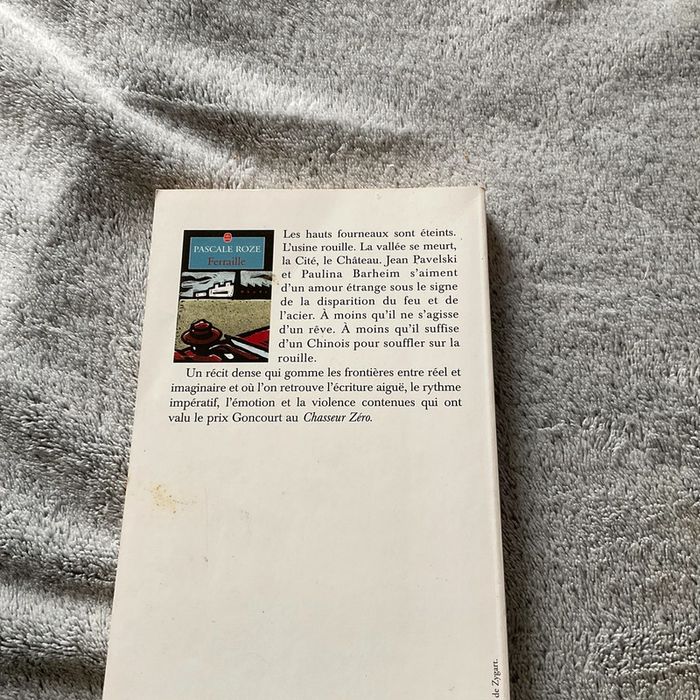 PASCALE ROZE
Ferraille
Les hauts fourneaux sont éteints.
L'usine rouille. La vallée se meurt,
la Cité, le Château. Jean Pavelski
et Paulina Barheim s'aiment
d'un amour étrange sous le signe
de la disparition du feu et de
l'acier. À moins qu'il ne s'agisse
d'un rêve. À moins qu'il suffise
d'un Chinois pour souffler sur la
rouille.
Un récit dense qui gomme les frontières entre réel et
imaginaire et où l'on retrouve l'écriture aiguë, le rythme
impératif, l'émotion et la violence contenues qui ont
valu le prix Goncourt au Chasseur Zéro.
de Zygart.